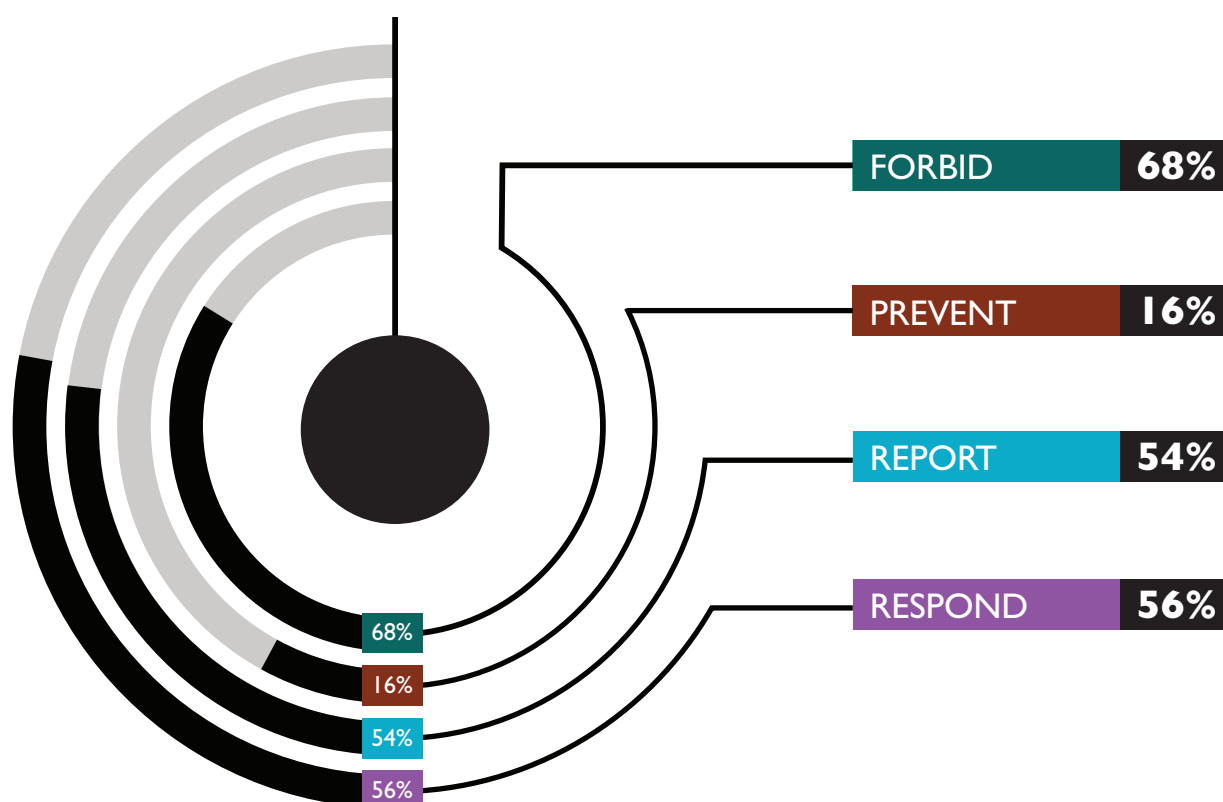 FORBID 68%
PREVENT 16%
REPORT 54%
RESPOND 56%
68%
16%
54%
56%